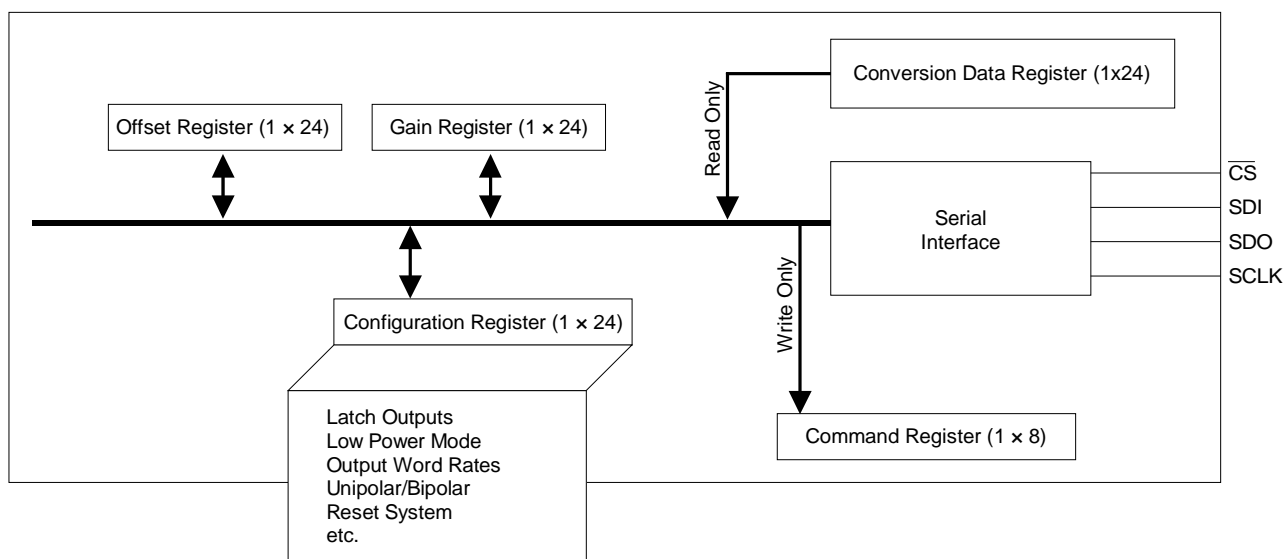 Conversion Data Register (1x24)
Offset Register (1 × 24)
Gain Register (1 × 24)
Read Only
Serial
Interface
CS
SDI
SDO
SCLK
Configuration Register (1 × 24)
Write Only
Latch Outputs
Low Power Mode
Output Word Rates
Unipolar/Bipolar
Reset System
etc.
Command Register (1 × 8)